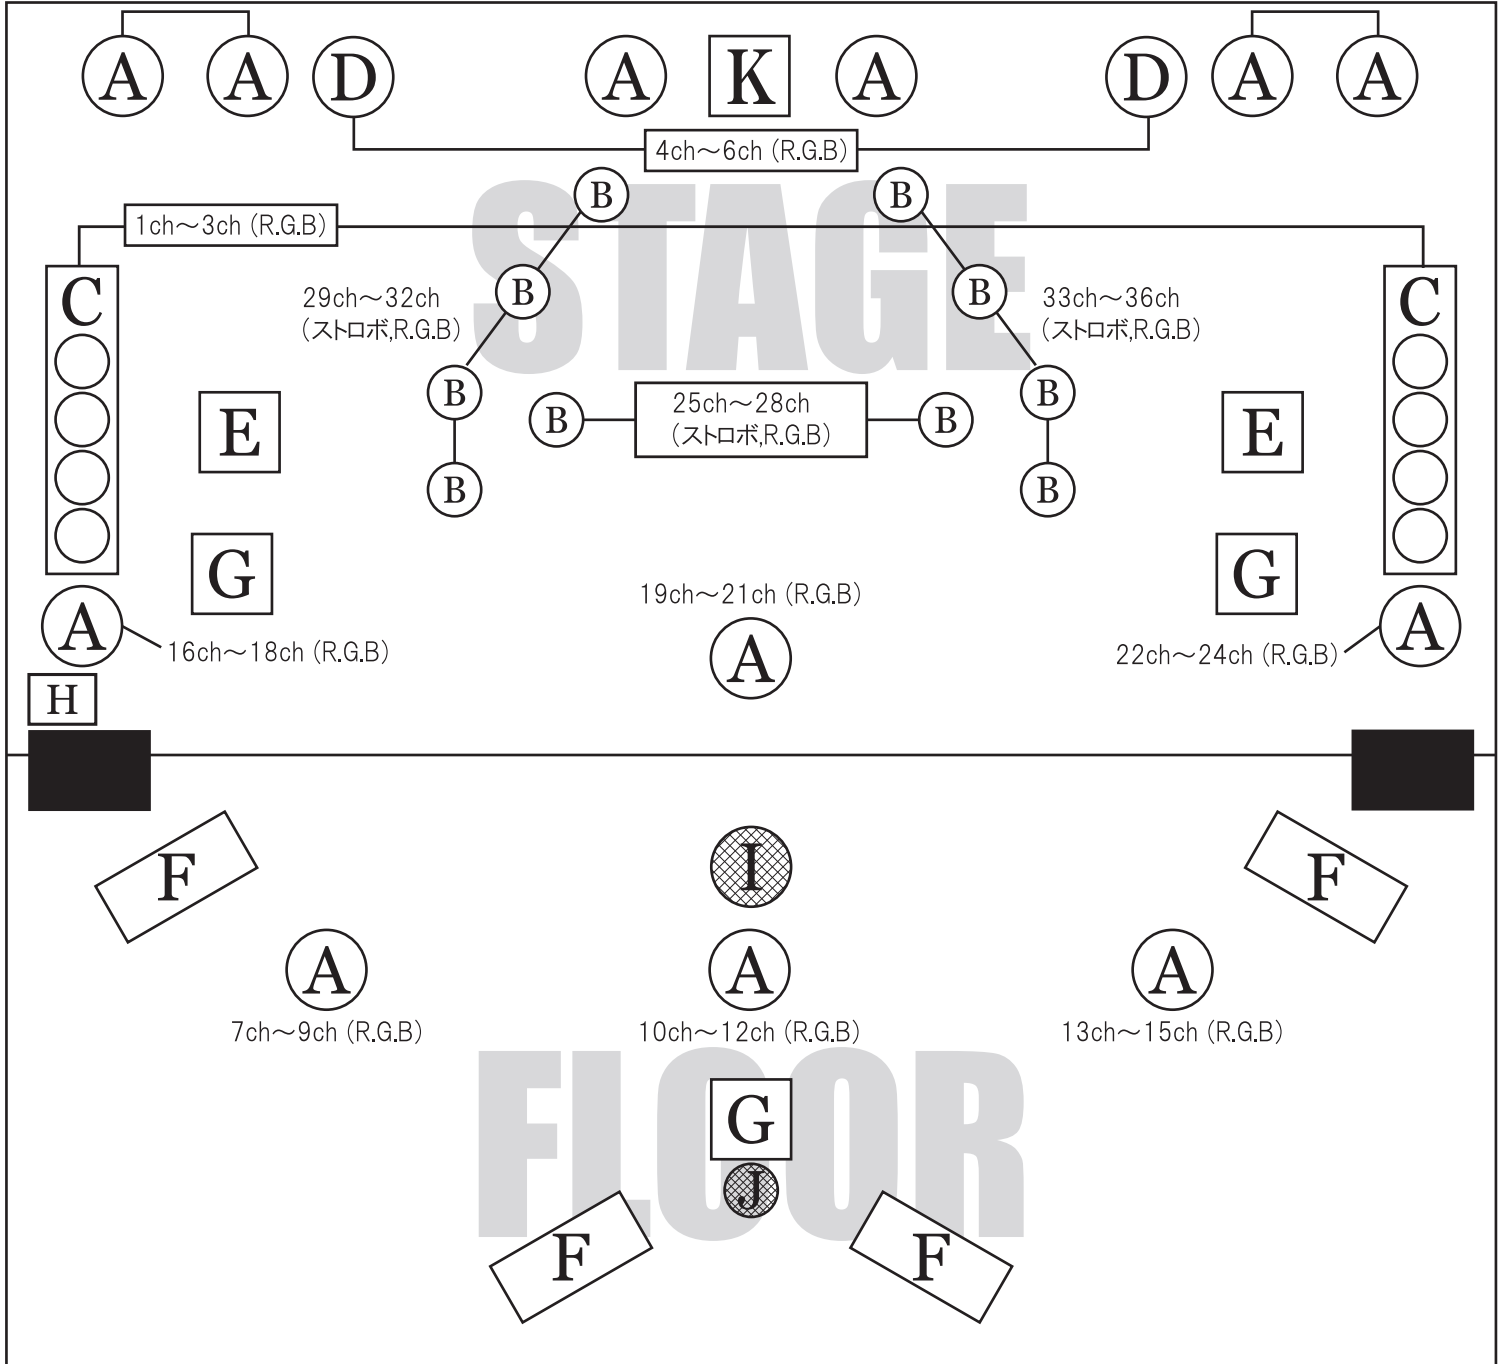 A A D A K A D A A
4ch～6ch (R.G.B)
B B
STAGE
1ch～3ch (R.G.B)
C B B C
29ch～32ch
(ストロボ,R.G.B)
33ch～36ch
(ストロボ,R.G.B)
B B
25ch～28ch
(ストロボ,R.G.B)
B B
E E
B B
G G
19ch～21ch (R.G.B)
A A
16ch～18ch (R.G.B)
A
22ch～24ch (R.G.B)
H
I
F F
A A A
7ch～9ch (R.G.B)
10ch～12ch (R.G.B)
13ch～15ch (R.G.B)
FLOOR
G
J
F F